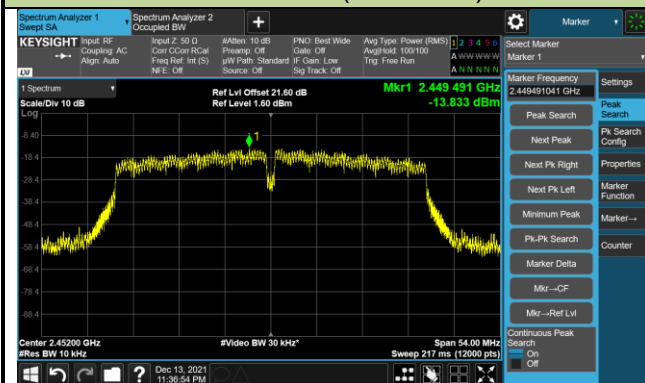 Spectrum Analyzer 1
Swept SA
Spectrum Analyzer 2
Occupied BW
+
Marker
KEYSIGHT
Input: RF
Coupling: AC
Align: Auto
Input Z: 50 Ω
Corr CCorr RCal
Freq Ref: Int (S)
NFE: Off
#Atten: 10 dB
Preamp: Off
µW Path: Standard
Source: Off
PNO: Best Wide
Gate: Off
IF Gain: Low
Sig Track: Off
Avg Type: Power (RMS)
Avg|Hold: 100/100
Trig: Free Run
1 2 3 4 5 6
A W W W W W
A N N N N N
LXI
Select Marker
Marker 1
1 Spectrum
Scale/Div 10 dB
Log
Ref Lvl Offset 21.60 dB
Ref Level 1.60 dBm
Mkr1 2.449 491 GHz
-13.833 dBm
1
-8.40
-18.4
-28.4
-38.4
-48.4
-58.4
-68.4
-78.4
-88.4
Center 2.45200 GHz
#Res BW 10 kHz
#Video BW 30 kHz*
Span 54.00 MHz
Sweep 217 ms (12000 pts)
Marker Frequency
2.449491041 GHz
Peak Search
Next Peak
Next Pk Right
Next Pk Left
Minimum Peak
Pk-Pk Search
Marker Delta
Mkr→CF
Mkr→Ref Lvl
Continuous Peak
Search
On
Off
Settings
Peak
Search
Pk Search
Config
Properties
Marker
Function
Marker→
Counter
?
Dec 13, 2021
11:36:54 PM